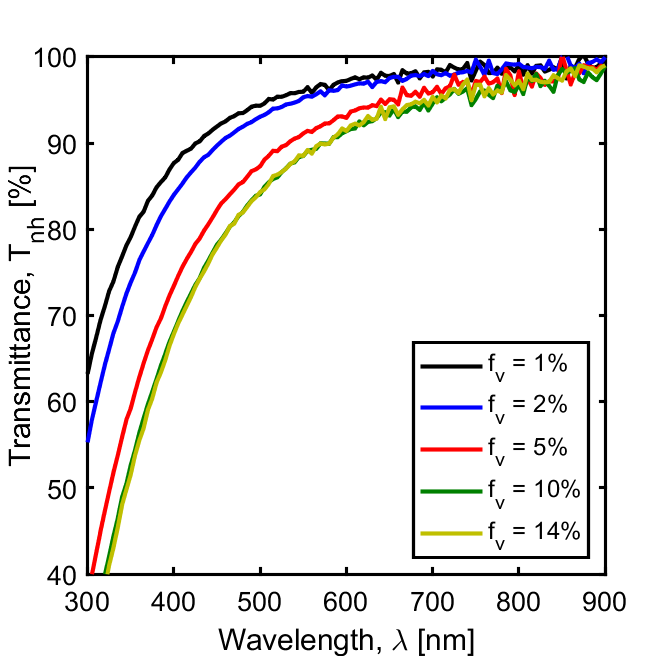 100
90
80
70
60
50
40
300 400 500 600 700 800 900
Transmittance, T_nh [%]
Wavelength, λ [nm]
f_v = 1%
f_v = 2%
f_v = 5%
f_v = 10%
f_v = 14%